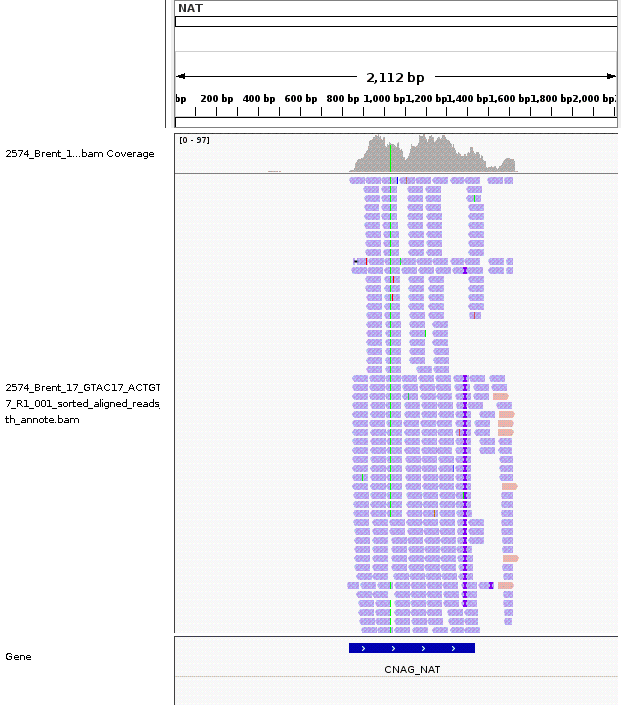 NAT
2,112 bp
bp 200 bp 400 bp 600 bp 800 bp 1,000 bp 1,200 bp 1,400 bp 1,600 bp 1,800 bp 2,000 bp
[0 - 97]
2574_Brent_1...bam Coverage
2574_Brent_17_GTAC17_ACTGT
7_R1_001_sorted_aligned_reads_
th_annote.bam
Gene
CNAG_NAT